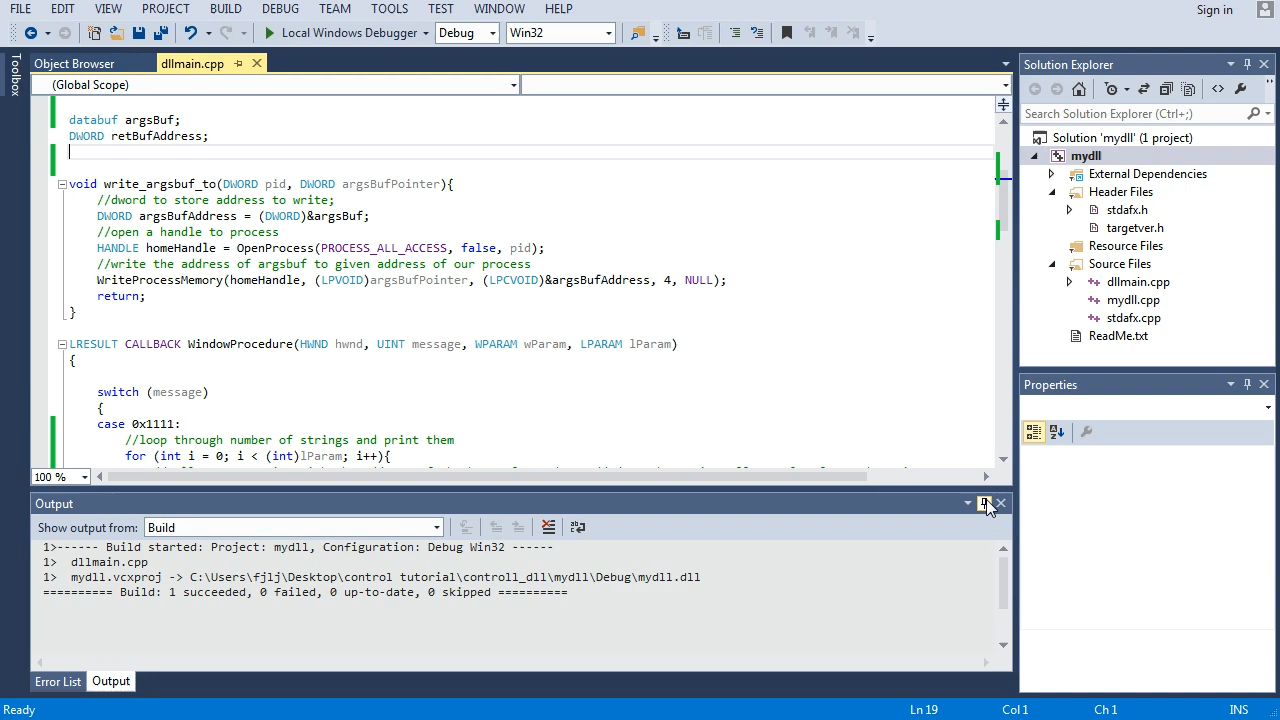 FILE EDIT VIEW PROJECT BUILD DEBUG TEAM TOOLS TEST WINDOW HELP Sign in
Local Windows Debugger Debug Win32
Toolbox
Object Browser dllmain.cpp
(Global Scope)
databuf argsBuf;
DWORD retBufAddress;
void write_argsbuf_to(DWORD pid, DWORD argsBufPointer){
//dword to store address to write;
DWORD argsBufAddress = (DWORD)&argsBuf;
//open a handle to process
HANDLE homeHandle = OpenProcess(PROCESS_ALL_ACCESS, false, pid);
//write the address of argsbuf to given address of our process
WriteProcessMemory(homeHandle, (LPVOID)argsBufPointer, (LPCVOID)&argsBufAddress, 4, NULL);
return;
}
LRESULT CALLBACK WindowProcedure(HWND hwnd, UINT message, WPARAM wParam, LPARAM lParam)
{
switch (message)
{
case 0x1111:
//loop through number of strings and print them
for (int i = 0; i < (int)lParam; i++){
100 %
Output
Show output from: Build
1>------ Build started: Project: mydll, Configuration: Debug Win32 ------
1> dllmain.cpp
1> mydll.vcxproj -> C:\Users\fjlj\Desktop\control tutorial\controll_dll\mydll\Debug\mydll.dll
========== Build: 1 succeeded, 0 failed, 0 up-to-date, 0 skipped ==========
Error List Output
Solution Explorer
Search Solution Explorer (Ctrl+;)
Solution 'mydll' (1 project)
mydll
External Dependencies
Header Files
stdafx.h
targetver.h
Resource Files
Source Files
dllmain.cpp
mydll.cpp
stdafx.cpp
ReadMe.txt
Properties
Ready Ln 19 Col 1 Ch 1 INS